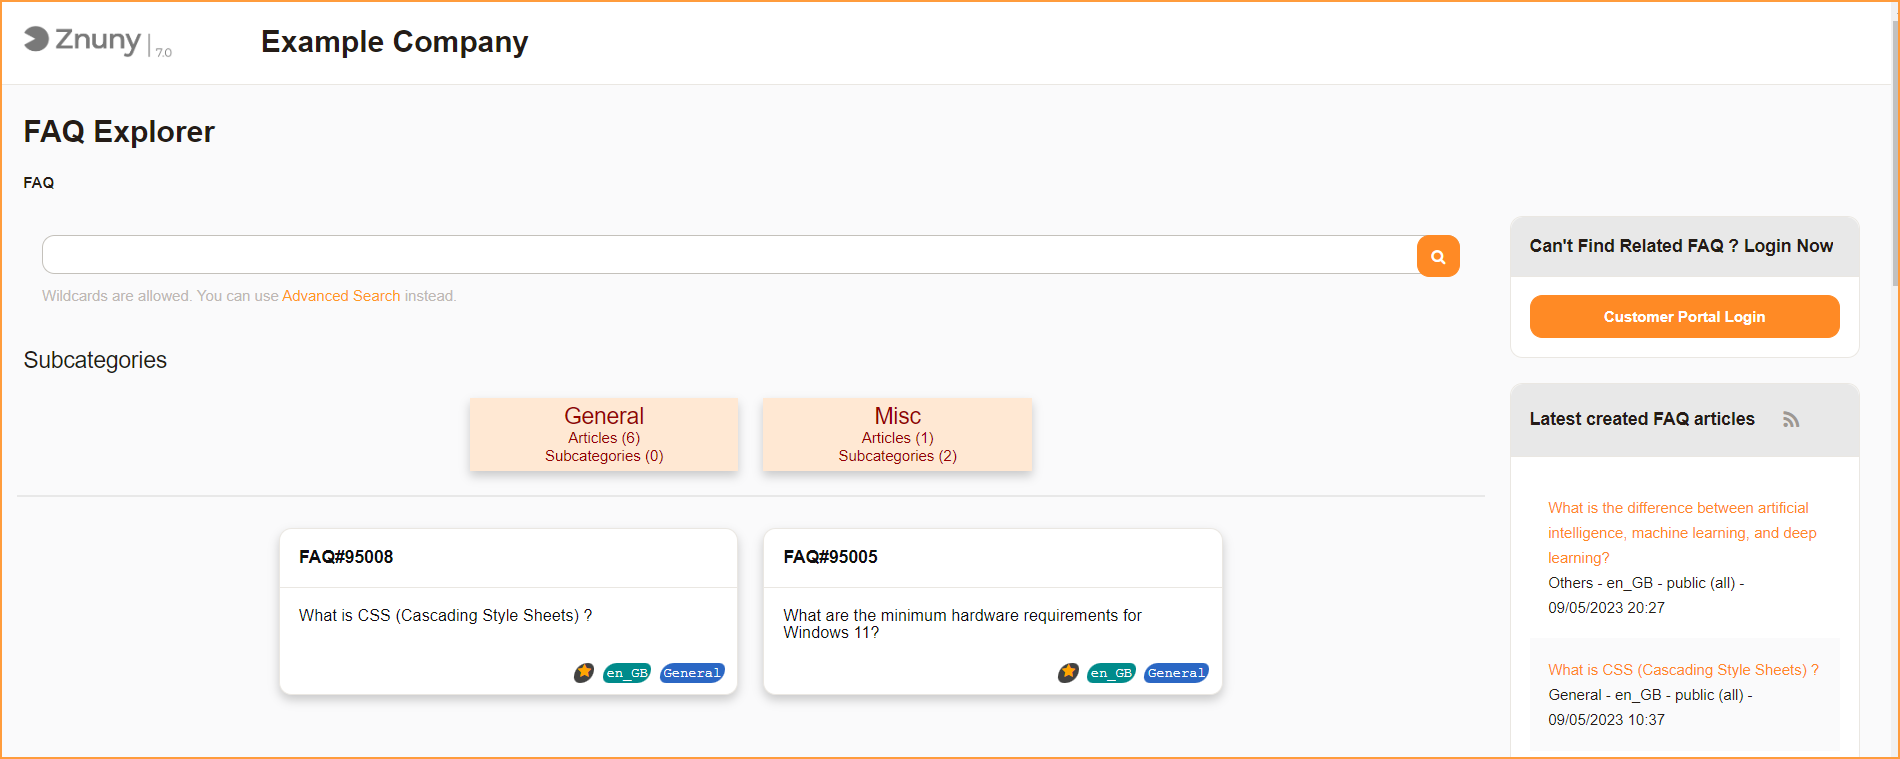 Znuny 7.0
Example Company
FAQ Explorer
FAQ
Wildcards are allowed. You can use Advanced Search instead.
Subcategories
General
Articles (6)
Subcategories (0)
Misc
Articles (1)
Subcategories (2)
FAQ#95008
What is CSS (Cascading Style Sheets) ?
en_GB
General
FAQ#95005
What are the minimum hardware requirements for
Windows 11?
en_GB
General
Can't Find Related FAQ ? Login Now
Customer Portal Login
Latest created FAQ articles
What is the difference between artificial
intelligence, machine learning, and deep
learning?
Others - en_GB - public (all) -
09/05/2023 20:27
What is CSS (Cascading Style Sheets) ?
General - en_GB - public (all) -
09/05/2023 10:37